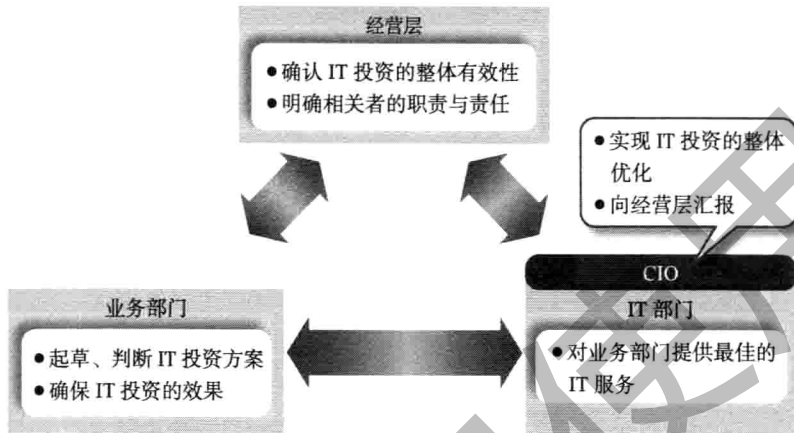 经营层
●确认 IT 投资的整体有效性
●明确相关者的职责与责任
●实现 IT 投资的整体
优化
●向经营层汇报
CIO
业务部门
●起草、判断 IT 投资方案
●确保 IT 投资的效果
IT 部门
●对业务部门提供最佳的
IT 服务
使用